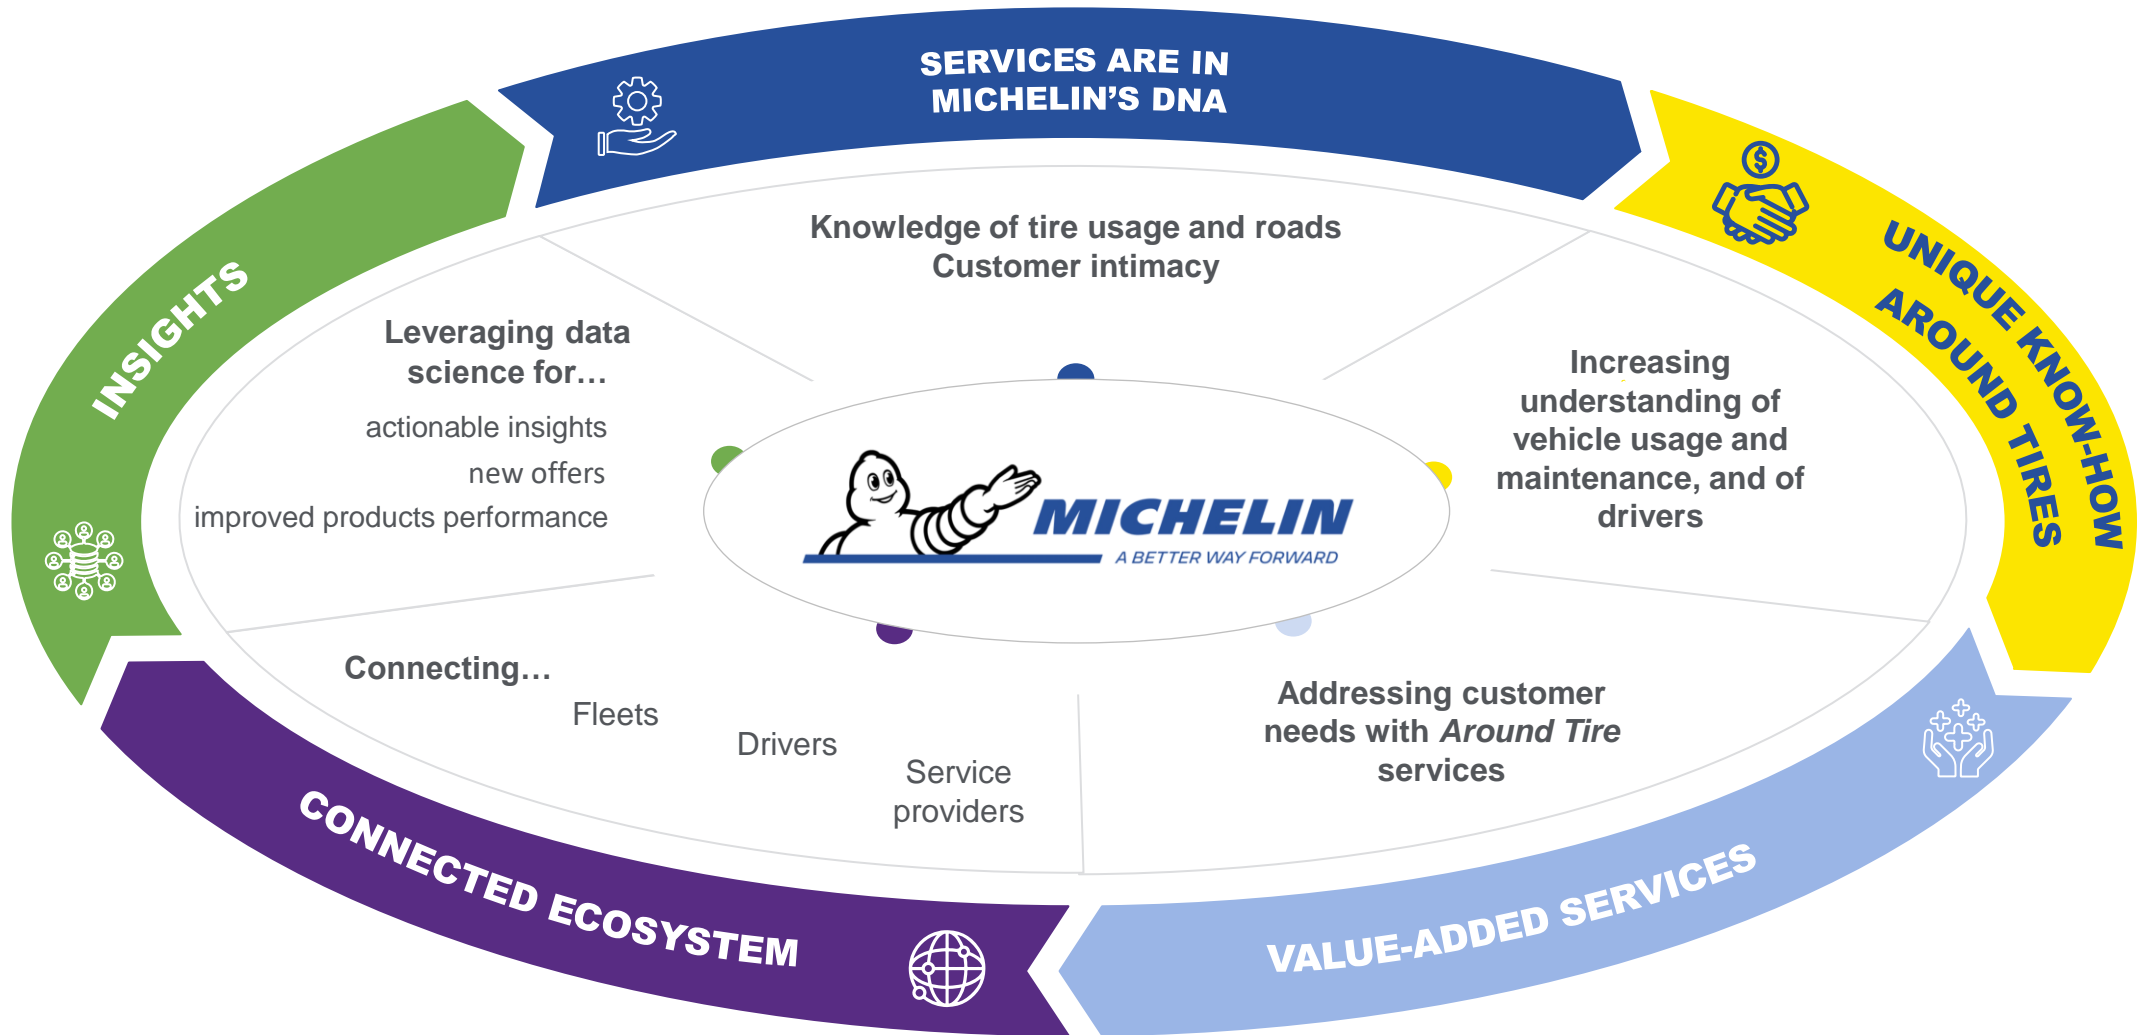 SERVICES ARE IN
MICHELIN'S DNA
Knowledge of tire usage and roads
Customer intimacy
UNIQUE KNOW-HOW
AROUND TIRES
Increasing
understanding of
vehicle usage and
maintenance, and of
drivers
VALUE-ADDED SERVICES
Addressing customer
needs with Around Tire
services
CONNECTED ECOSYSTEM
Connecting…
Fleets
Drivers
Service
providers
INSIGHTS
Leveraging data
science for…
actionable insights
new offers
improved products performance
MICHELIN
A BETTER WAY FORWARD
$